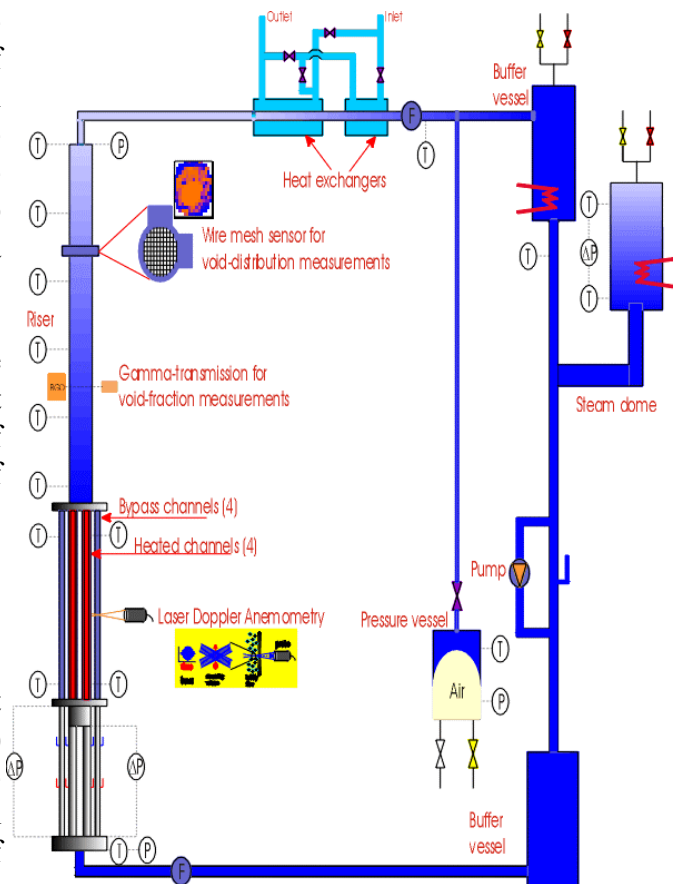 Outlet
Inlet
Buffer
vessel
F
T
T
P
Heat exchangers
T
T
Wire mesh sensor for
void-distribution measurements
T
ΔP
T
T
T
Riser
T
Gamma-transmission for
void-fraction measurements
BGO
T
Steam dome
T
Bypass channels (4)
T
T
Heated channels (4)
Pump
Laser Doppler Anemometry
Pressure vessel
T
T
T
Air
P
ΔP
ΔP
Buffer
vessel
T
P
F